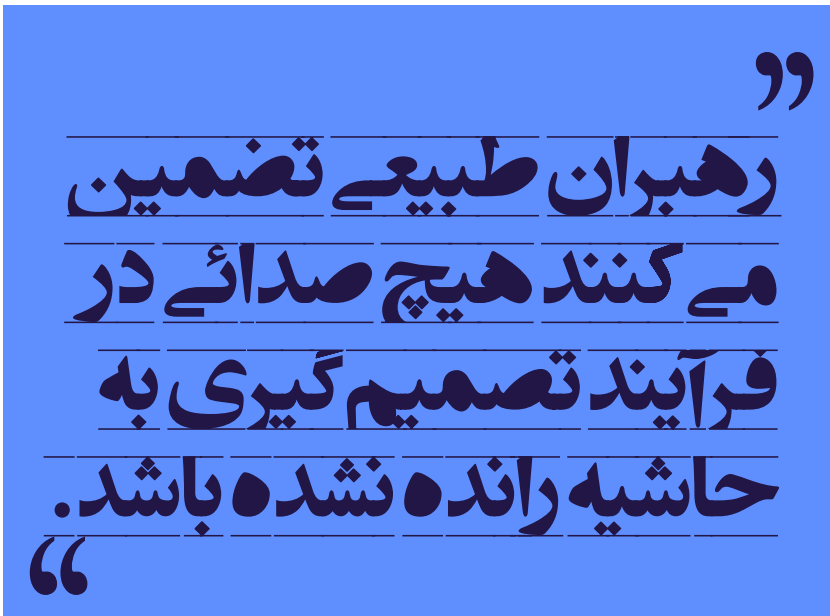 ”
رهبران طبیعی تضمین
می‌کنند هیچ صدائی در
فرآیند تصمیم‌گیری به
حاشیه رانده نشده باشد.
“